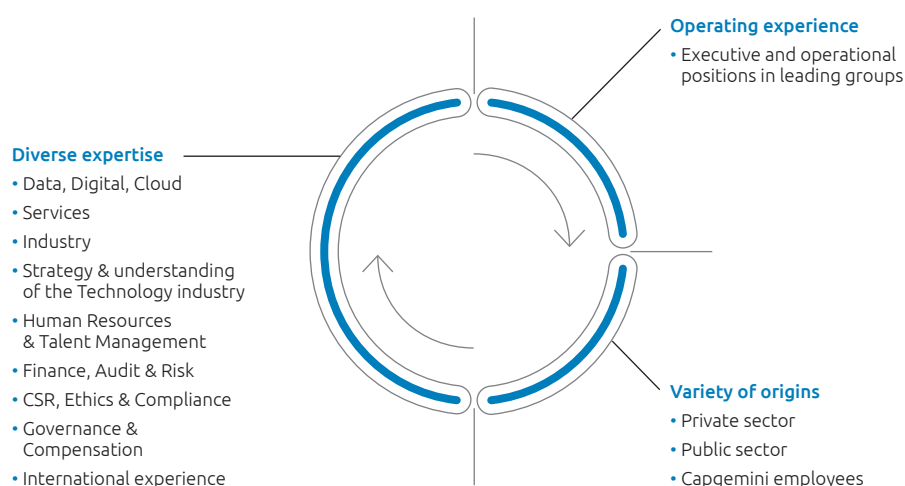 Operating experience
• Executive and operational
positions in leading groups
Diverse expertise
• Data, Digital, Cloud
• Services
• Industry
• Strategy & understanding
of the Technology industry
• Human Resources
& Talent Management
• Finance, Audit & Risk
• CSR, Ethics & Compliance
• Governance &
Compensation
• International experience
Variety of origins
• Private sector
• Public sector
• Capgemini employees